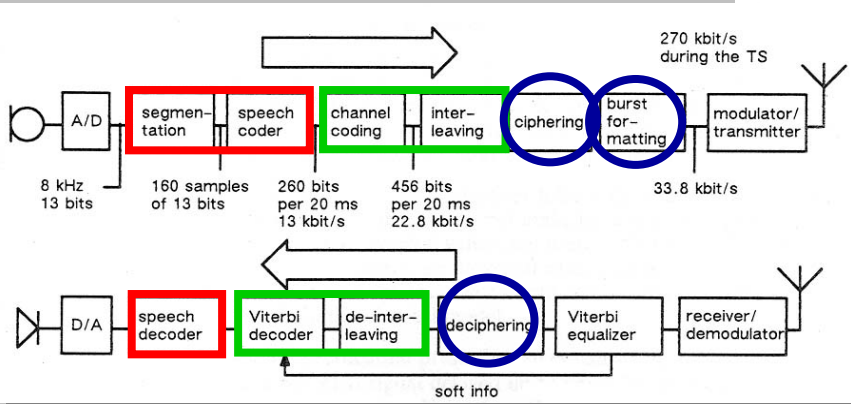 270 kbit/s
during the TS
A/D
segmen-
tation
speech
coder
channel
coding
inter-
leaving
ciphering
burst
for-
matting
modulator/
transmitter
8 kHz
13 bits
160 samples
of 13 bits
260 bits
per 20 ms
13 kbit/s
456 bits
per 20 ms
22.8 kbit/s
33.8 kbit/s
D/A
speech
decoder
Viterbi
decoder
de-inter-
leaving
deciphering
Viterbi
equalizer
receiver/
demodulator
soft info